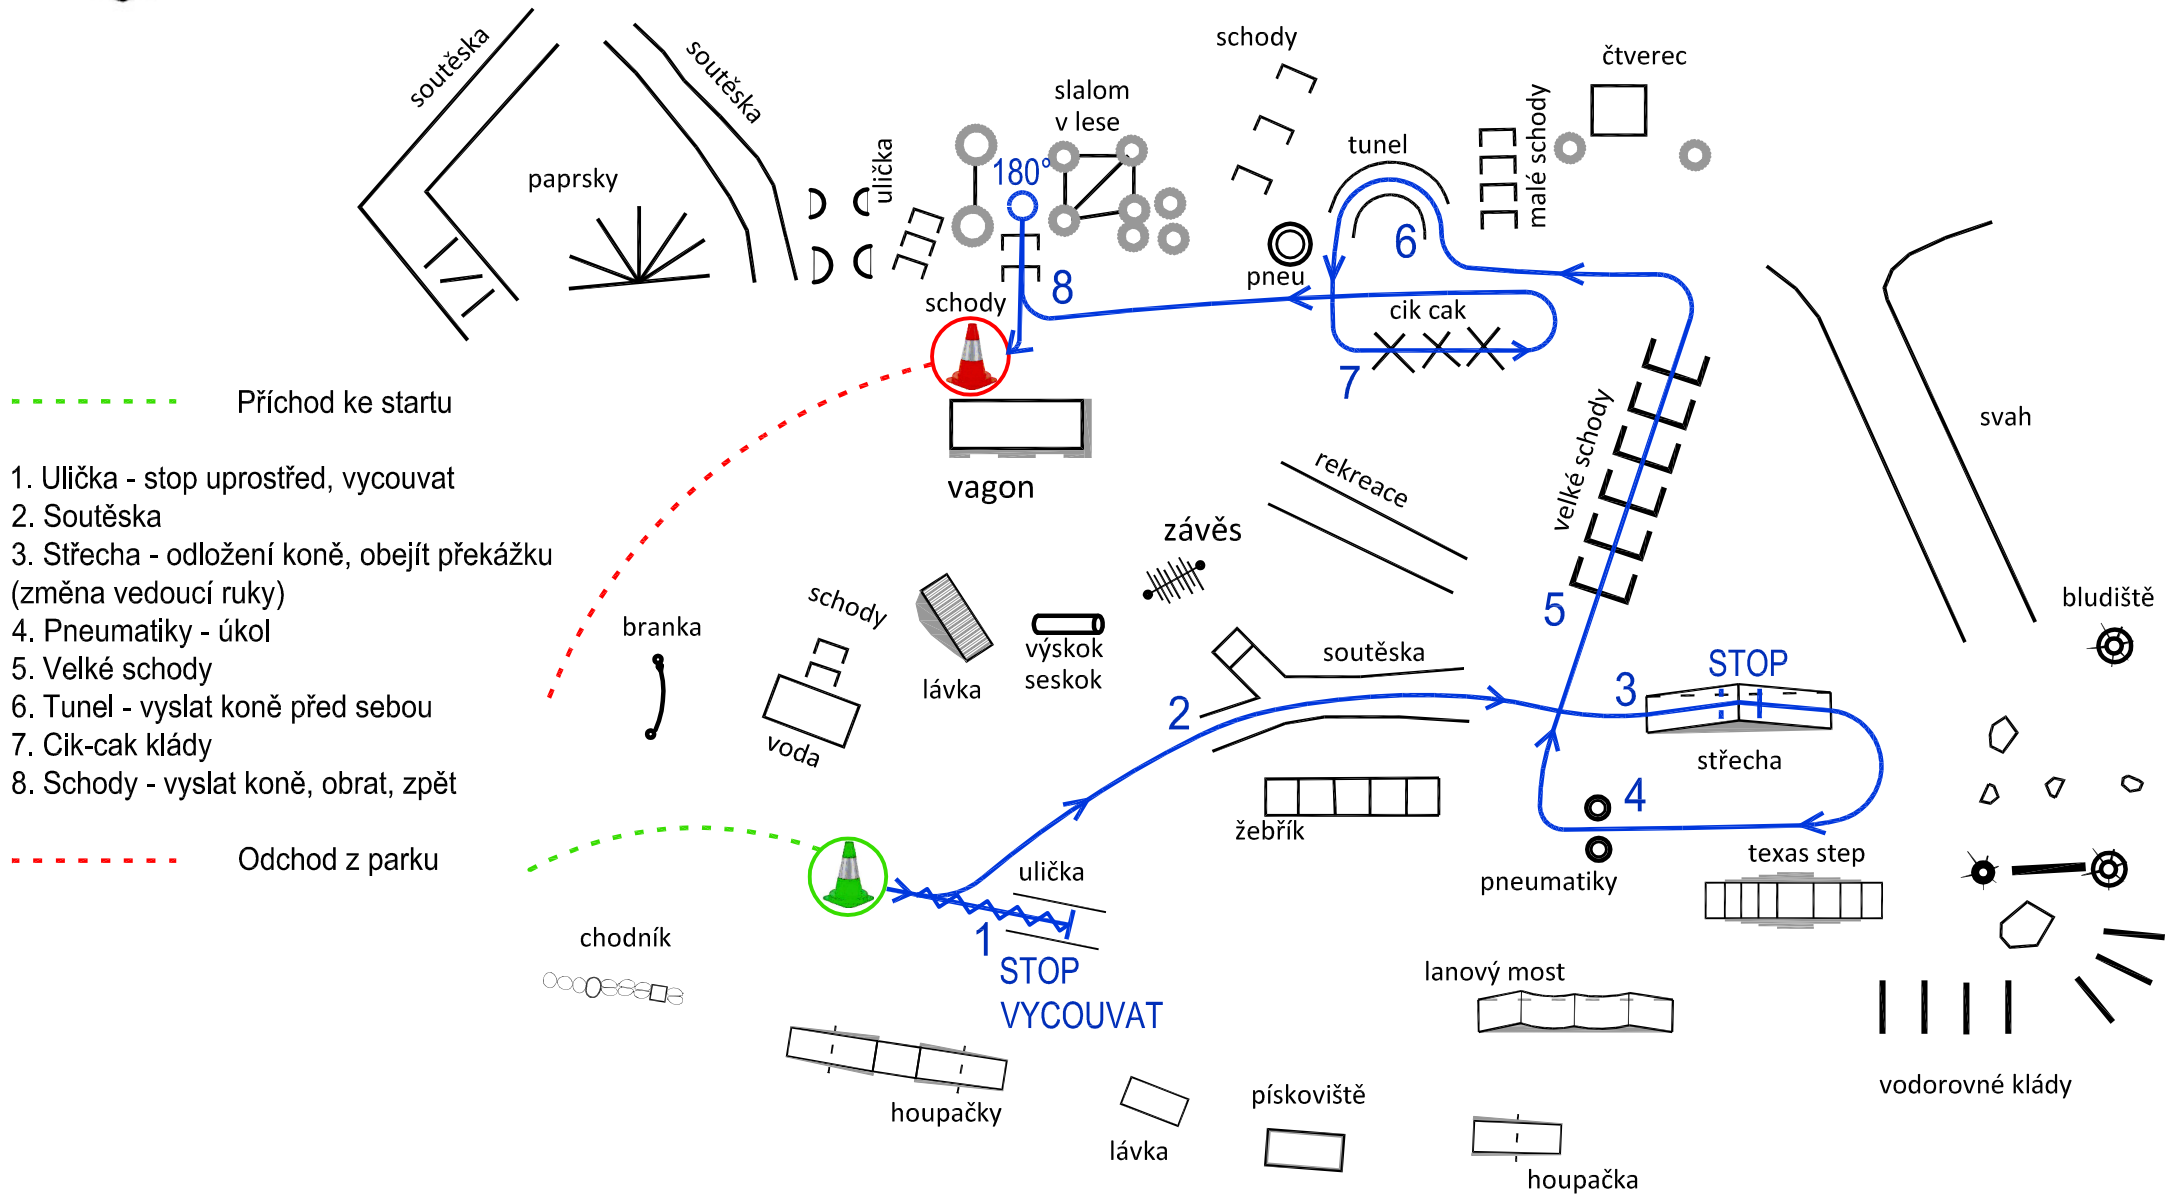 soutěska
soutěska
schody
čtverec
slalom
v lese
tunel
malé schody
ulička
180°
paprsky
6
pneu
8
schody
cik cak
7
Příchod ke startu
1. Ulička - stop uprostřed, vycouvat
2. Soutěska
3. Střecha - odložení koně, obejít překážku
(změna vedoucí ruky)
4. Pneumatiky - úkol
5. Velké schody
6. Tunel - vyslat koně před sebou
7. Cik-cak klády
8. Schody - vyslat koně, obrat, zpět
Odchod z parku
vagon
rekreace
velké schody
svah
závěs
5
bludiště
schody
branka
výskok
seskok
lávka
soutěska
STOP
2
3
voda
střecha
4
žebřík
texas step
ulička
pneumatiky
1
chodník
STOP
VYCOUVAT
lanový most
vodorovné klády
houpačky
pískoviště
lávka
houpačka